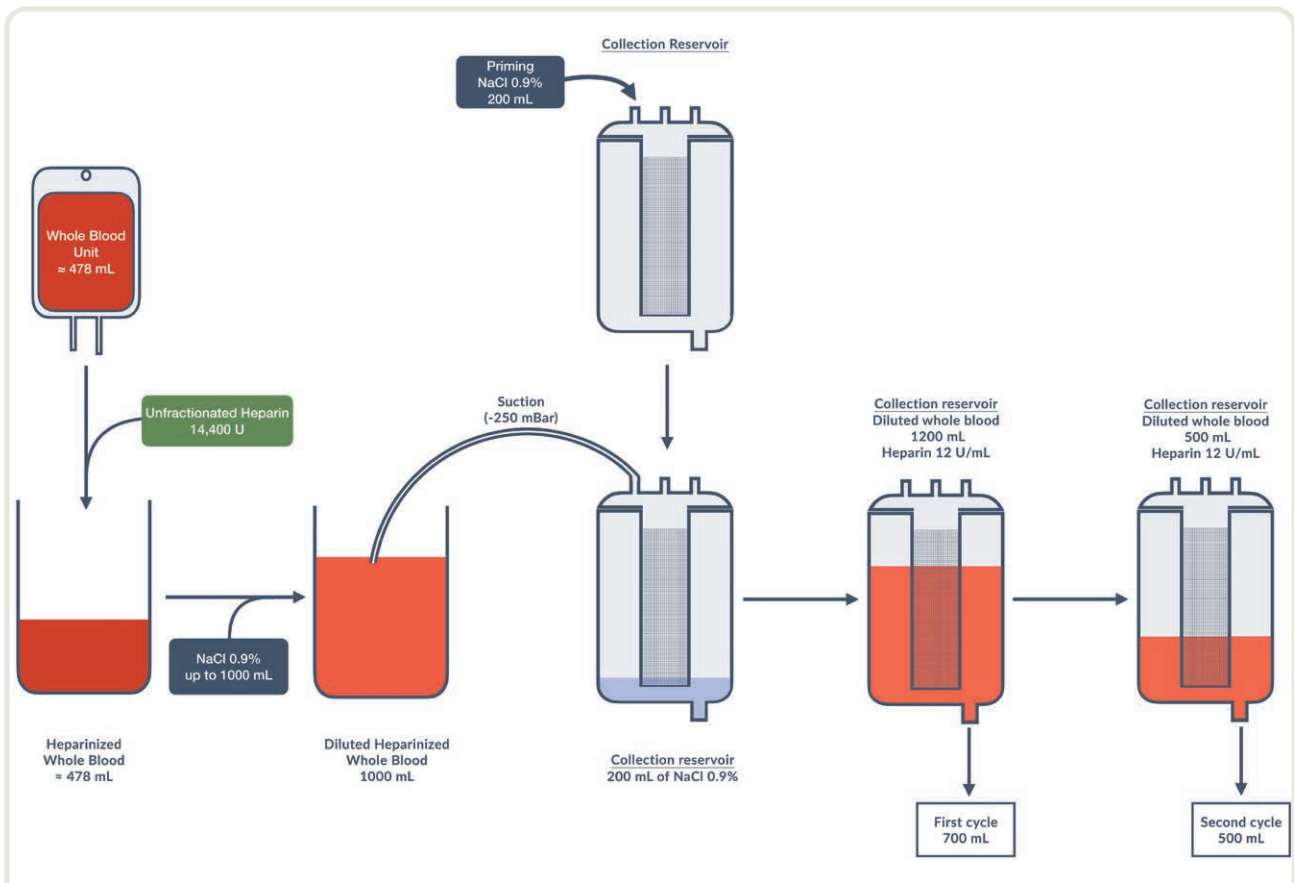 Collection Reservoir
Priming
NaCl 0.9%
200 mL
Whole Blood
Unit
≈ 478 mL
Unfractionated Heparin
14,400 U
Suction
(-250 mBar)
Collection reservoir
Diluted whole blood
1200 mL
Heparin 12 U/mL
Collection reservoir
Diluted whole blood
500 mL
Heparin 12 U/mL
NaCl 0.9%
up to 1000 mL
Heparinized
Whole Blood
≈ 478 mL
Diluted Heparinized
Whole Blood
1000 mL
Collection reservoir
200 mL of NaCl 0.9%
First cycle
700 mL
Second cycle
500 mL